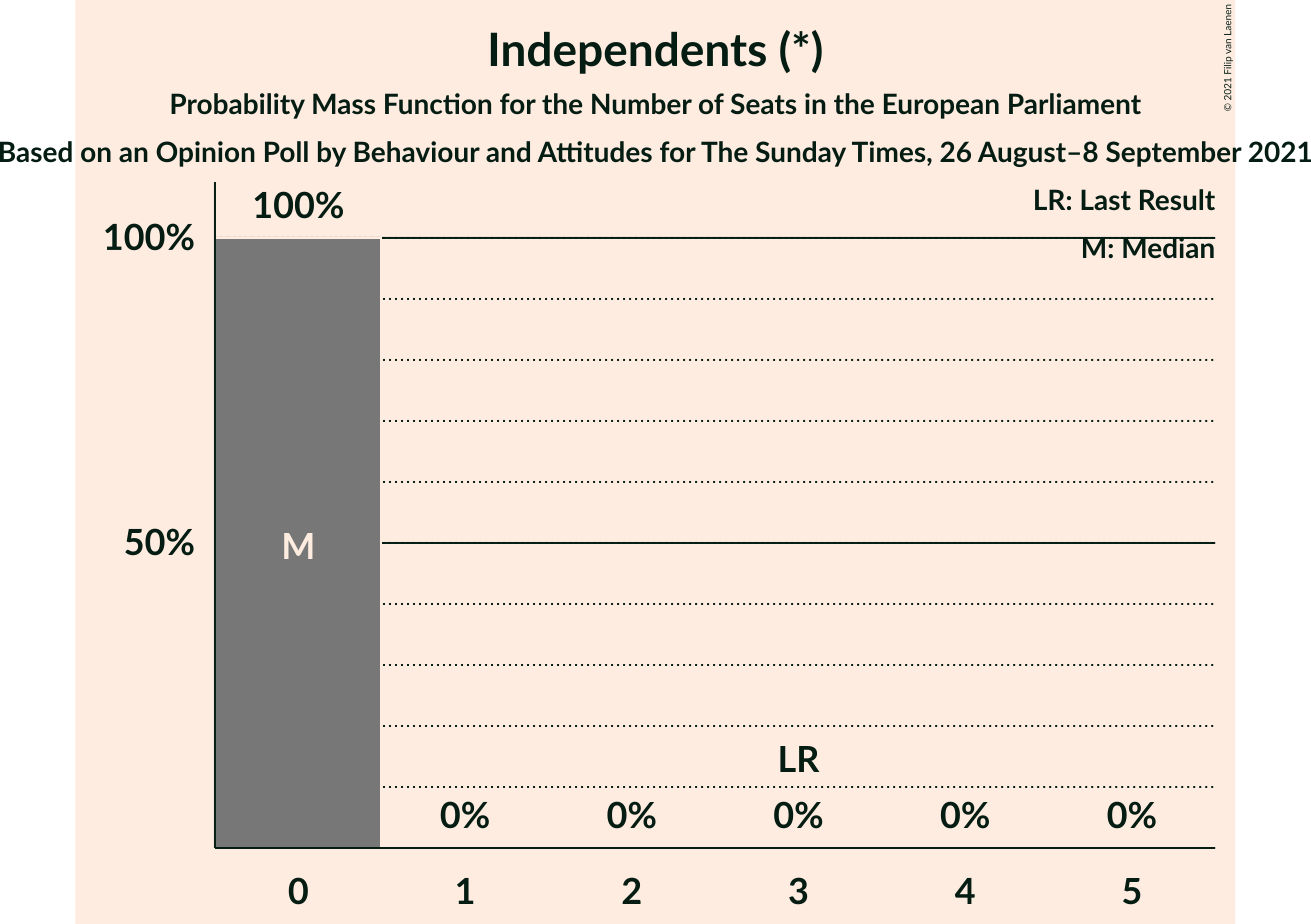 Independents (*)
Probability Mass Function for the Number of Seats in the European Parliament
Based on an Opinion Poll by Behaviour and Attitudes for The Sunday Times, 26 August–8 September 2021
© 2021 Filip van Laenen
LR: Last Result
M: Median
100%
100%
50%
M
LR
0%
0%
0%
0%
0%
0
1
2
3
4
5